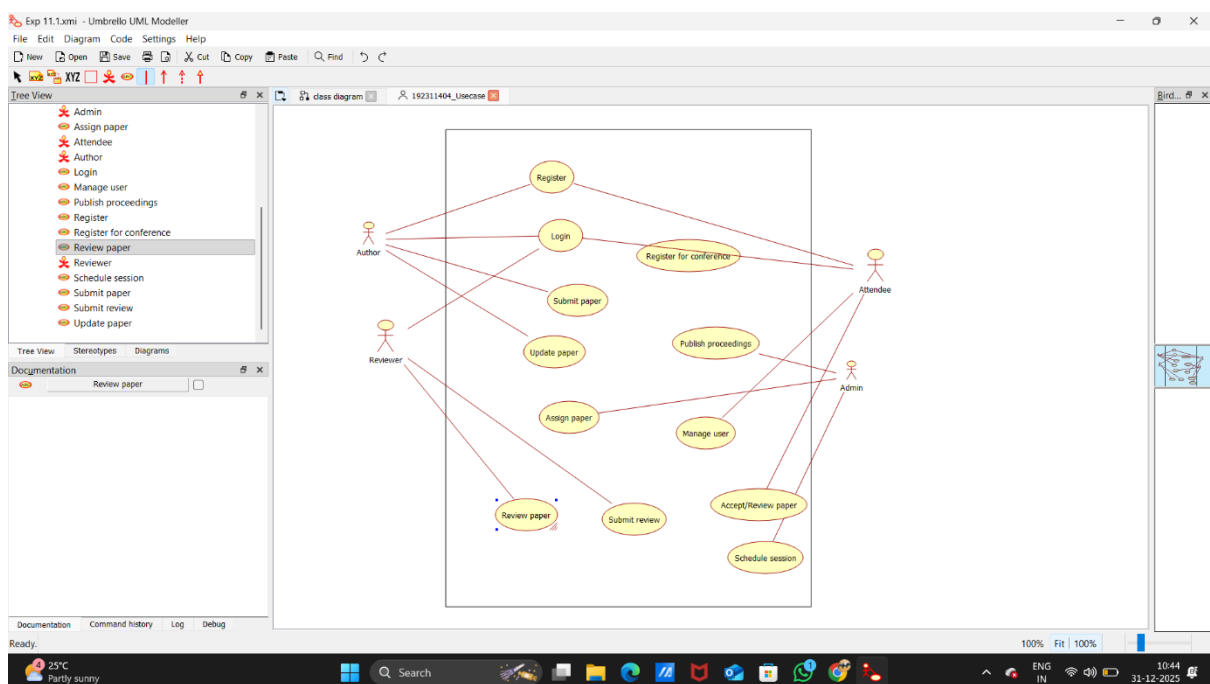 Exp 11.1.xmi - Umbrello UML Modeller
File Edit Diagram Code Settings Help
New Open Save Cut Copy Paste Find
XYZ XYZ
Tree View
class diagram 192311404_Usecase
Bird...
Admin
Assign paper
Attendee
Author
Login
Manage user
Publish proceedings
Register
Register for conference
Review paper
Reviewer
Schedule session
Submit paper
Submit review
Update paper
Tree View Stereotypes Diagrams
Documentation
Review paper
Register
Login
Author
Register for conference
Attendee
Submit paper
Reviewer
Update paper
Publish proceedings
Admin
Assign paper
Manage user
Review paper
Submit review
Accept/Review paper
Schedule session
Documentation Command history Log Debug
Ready.
100% Fit 100%
4
25°C
Partly sunny
Search
ENG
IN
10:44
31-12-2025